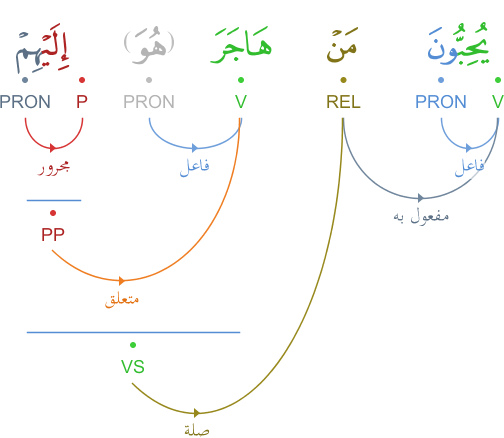 يُحِبُّونَ مَنْ هَاجَرَ (هُوَ) إِلَيْهِمْ
V PRON REL V PRON P PRON
فاعل فاعل مجرور
مفعول به
PP
متعلق
VS
صلة